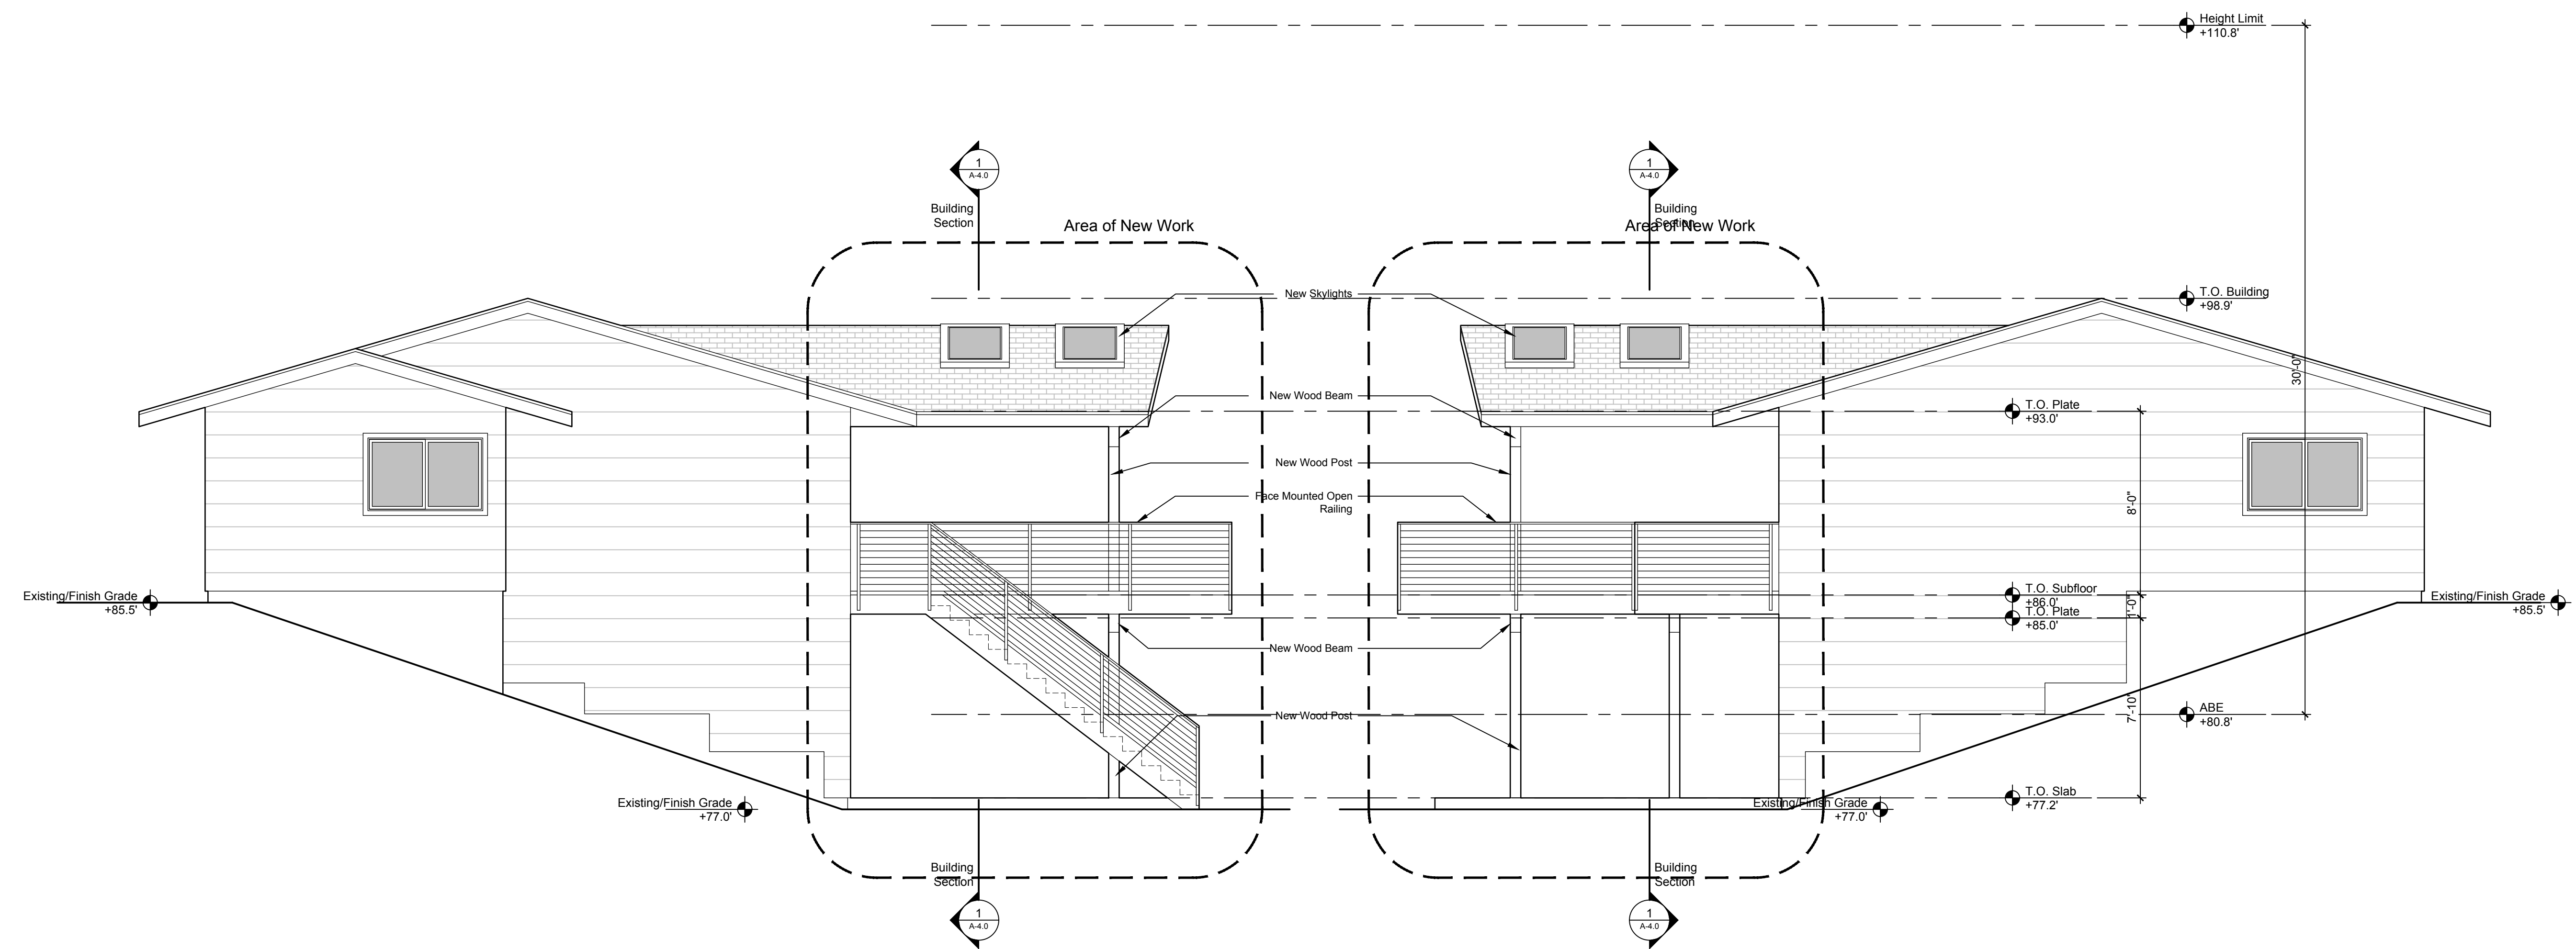 Height Limit
+110.8'
1
A-4.0
1
A-4.0
Building
Section
Building
Section
Area of New Work
Area of New Work
New Skylights
T.O. Building
+98.9'
30'-0"
New Wood Beam
T.O. Plate
+93.0'
New Wood Post
Face Mounted Open
Railing
8'-0"
Existing/Finish Grade
+85.5'
T.O. Subfloor
+86.0'
1'-0"
T.O. Plate
+85.0'
Existing/Finish Grade
+85.5'
New Wood Beam
New Wood Post
7'-10"
ABE
+80.8'
Existing/Finish Grade
+77.0'
Existing/Finish Grade
+77.0'
T.O. Slab
+77.2'
Building
Section
Building
Section
1
A-4.0
1
A-4.0